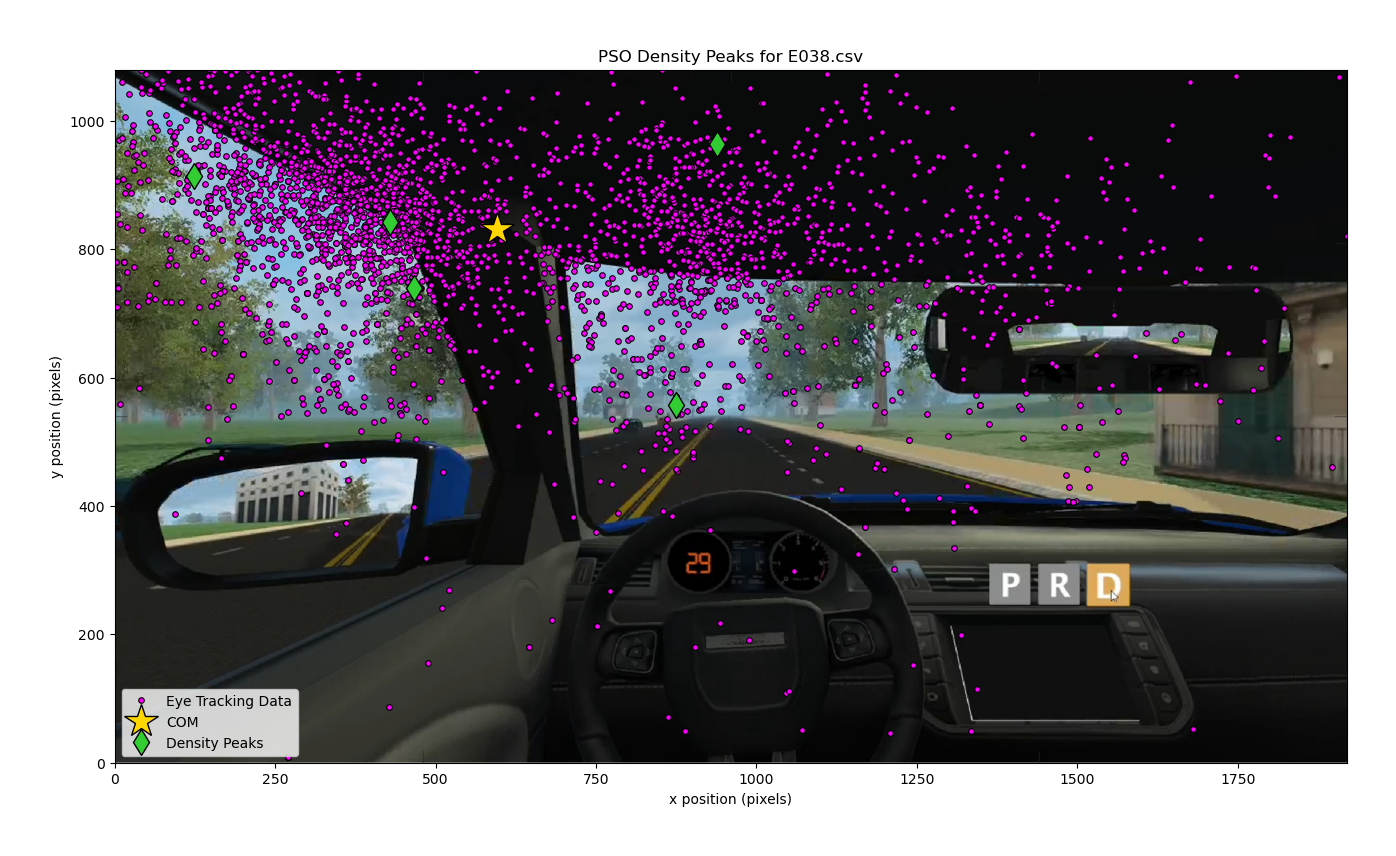 PSO Density Peaks for E038.csv
1000
800
600
400
200
0
y position (pixels)
29
P R D
Eye Tracking Data
COM
Density Peaks
0 250 500 750 1000 1250 1500 1750
x position (pixels)